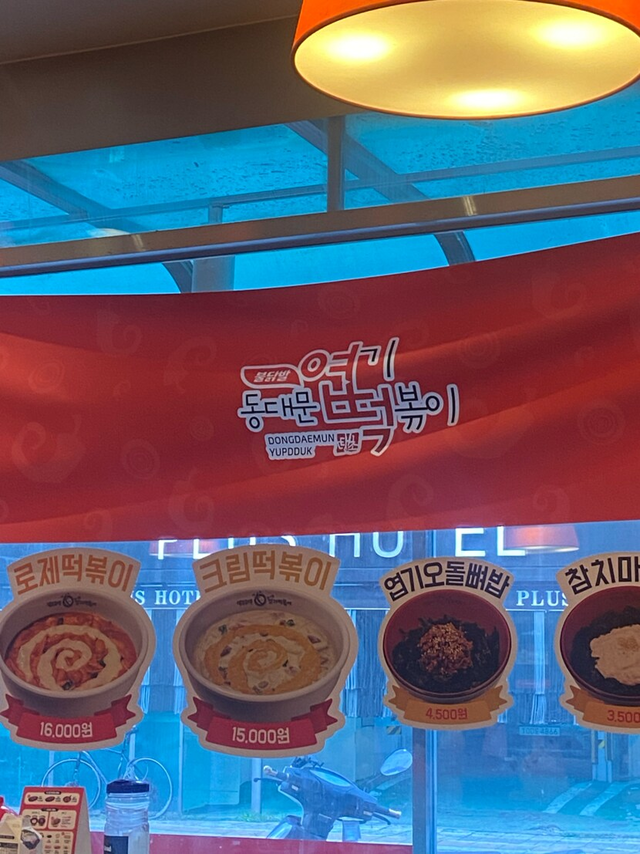 불닭발
엽기
동대문 떡볶이
DONGDAEMUN
YUPDDUK
PLUS HOTEL
S HOT
PLUS
로제떡볶이
16,000원
크림떡볶이
15,000원
엽기오돌뼈밥
4,500원
참치마
3,500